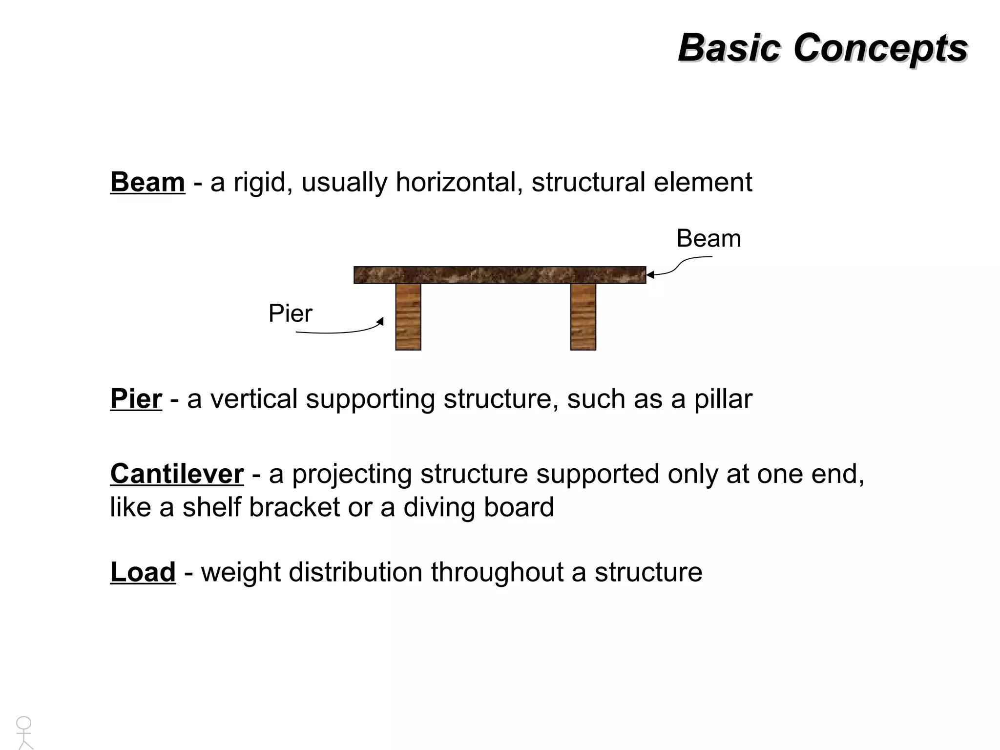 Basic Concepts
Beam - a rigid, usually horizontal, structural element
Beam
Pier
Pier - a vertical supporting structure, such as a pillar
Cantilever - a projecting structure supported only at one end,
like a shelf bracket or a diving board
Load - weight distribution throughout a structure